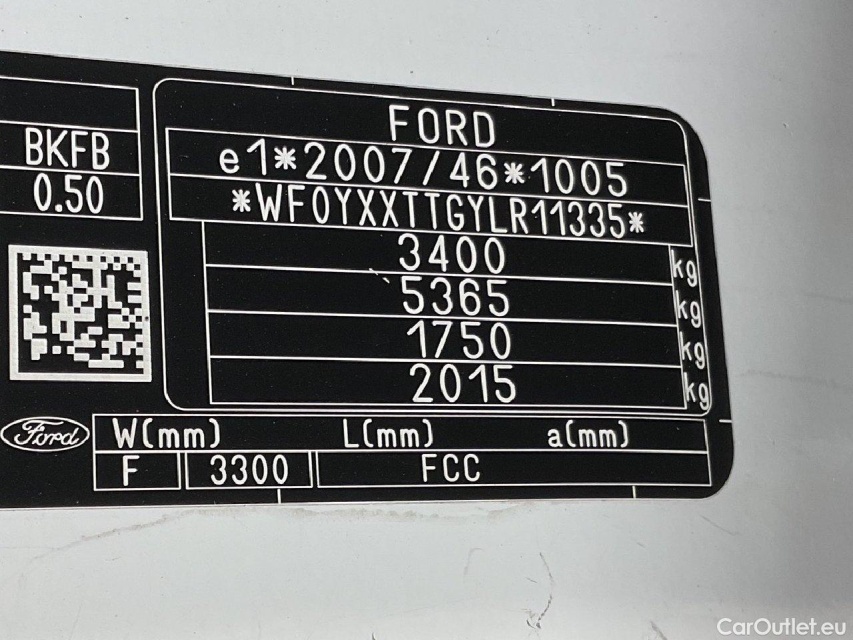 BKFB
0.50
FORD
e1*2007/46*1005
*WF0YXXTTGYLR11335*
3400 kg
5365 kg
1750 kg
2015 kg
Ford
W(mm) L(mm) a(mm)
F 3300 FCC
CarOutlet.eu